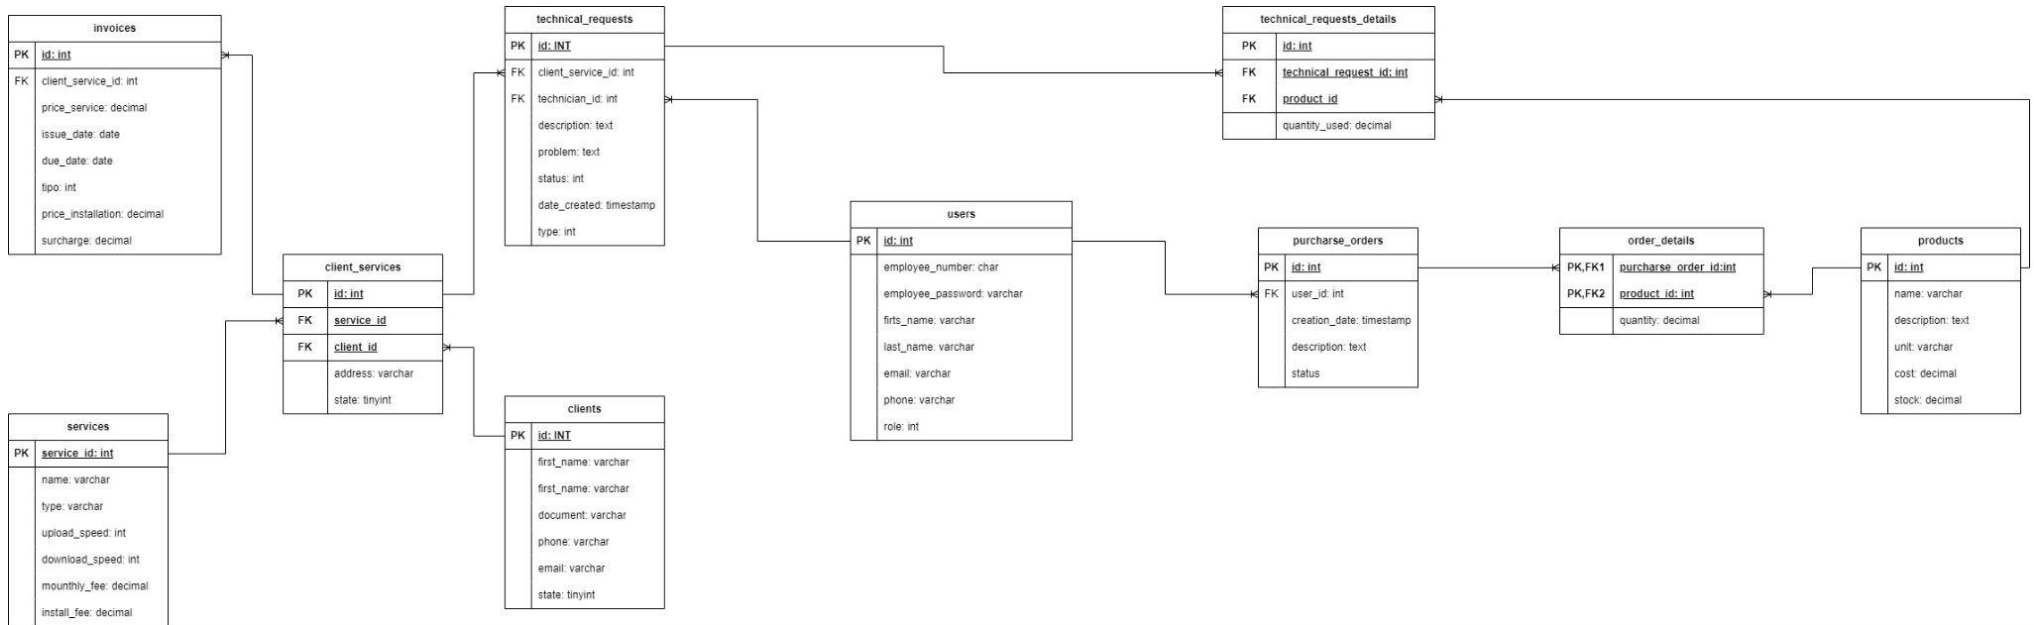 invoices
PK id: int
FK client_service_id: int
price_service: decimal
issue_date: date
due_date: date
tipo: int
price_installation: decimal
surcharge: decimal
technical_requests
PK id: INT
FK client_service_id: int
FK technician_id: int
description: text
problem: text
status: int
date_created: timestamp
type: int
technical_requests_details
PK id: int
FK technical_request_id: int
FK product_id
quantity_used: decimal
client_services
PK id: int
FK service_id
FK client_id
address: varchar
state: tinyint
users
PK id: int
employee_number: char
employee_password: varchar
firts_name: varchar
last_name: varchar
email: varchar
phone: varchar
role: int
purcharse_orders
PK id: int
FK user_id: int
creation_date: timestamp
description: text
status
order_details
PK,FK1 purcharse_order_id:int
PK,FK2 product_id: int
quantity: decimal
products
PK id: int
name: varchar
description: text
unit: varchar
cost: decimal
stock: decimal
services
PK service_id: int
name: varchar
type: varchar
upload_speed: int
download_speed: int
mounthly_fee: decimal
install_fee: decimal
clients
PK id: INT
first_name: varchar
first_name: varchar
document: varchar
phone: varchar
email: varchar
state: tinyint